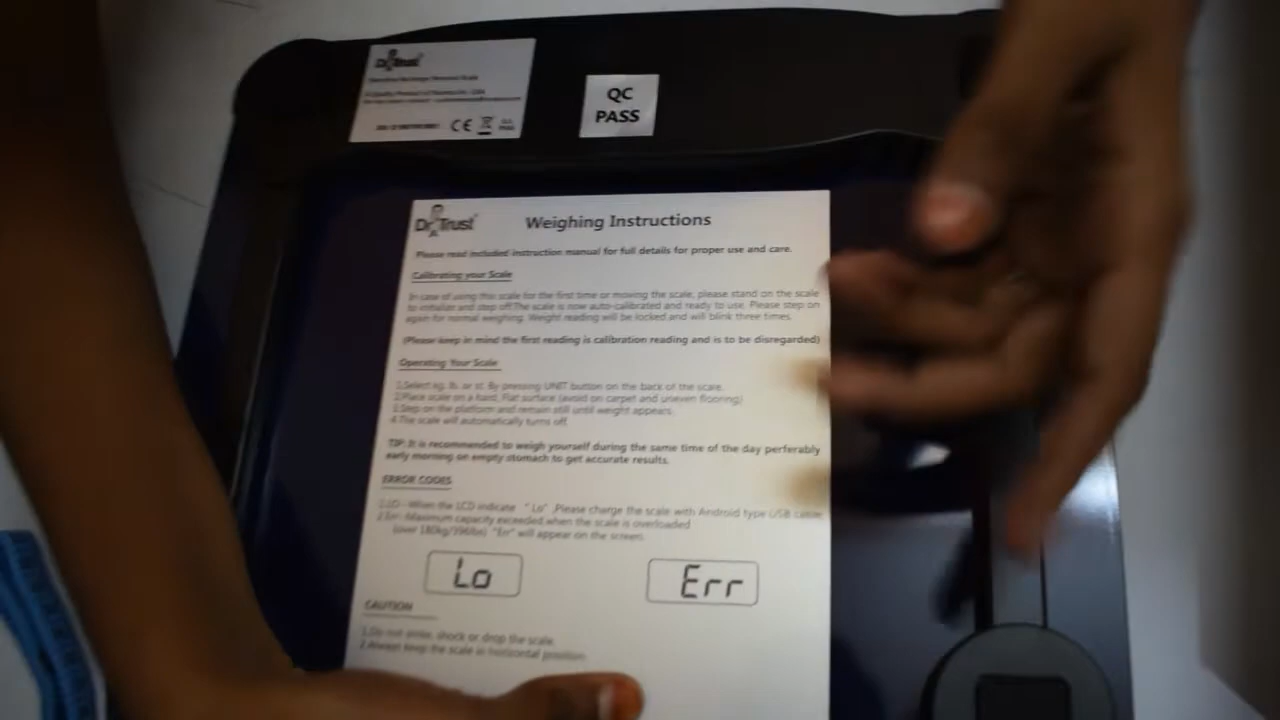 Dr Trust
QC
PASS
CE
Dr Trust
Weighing Instructions
Please read included instruction manual for full details for proper use and care.
Calibrating your Scale
In case of using this scale for the first time or moving the scale, please stand on the scale
to initialize and step off.The scale is now auto-calibrated and ready to use. Please step on
again for normal weighing. Weight reading will be locked and will blink three times.
(Please keep in mind the first reading is calibration reading and is to be disregarded)
Operating Your Scale
1.Select kg, lb, or st. By pressing UNIT button on the back of the scale.
2.Place scale on a hard, Flat surface (avoid on carpet and uneven flooring)
3.Step on the platform and remain still until weight appears.
4.The scale will automatically turns off.
TIP: It is recommended to weigh yourself during the same time of the day perferably
early morning on empty stomach to get accurate results.
ERROR CODES
1.LO - When the LCD indicate "Lo" ,Please charge the scale with Android type USB cable.
2.Err- Maximum capacity exceeded when the scale is overloaded
(over 180kg/396lbs) "Err" will appear on the screen.
Lo
Err
CAUTION
1.Do not strike, shock or drop the scale.
2.Always keep the scale in horizontal position